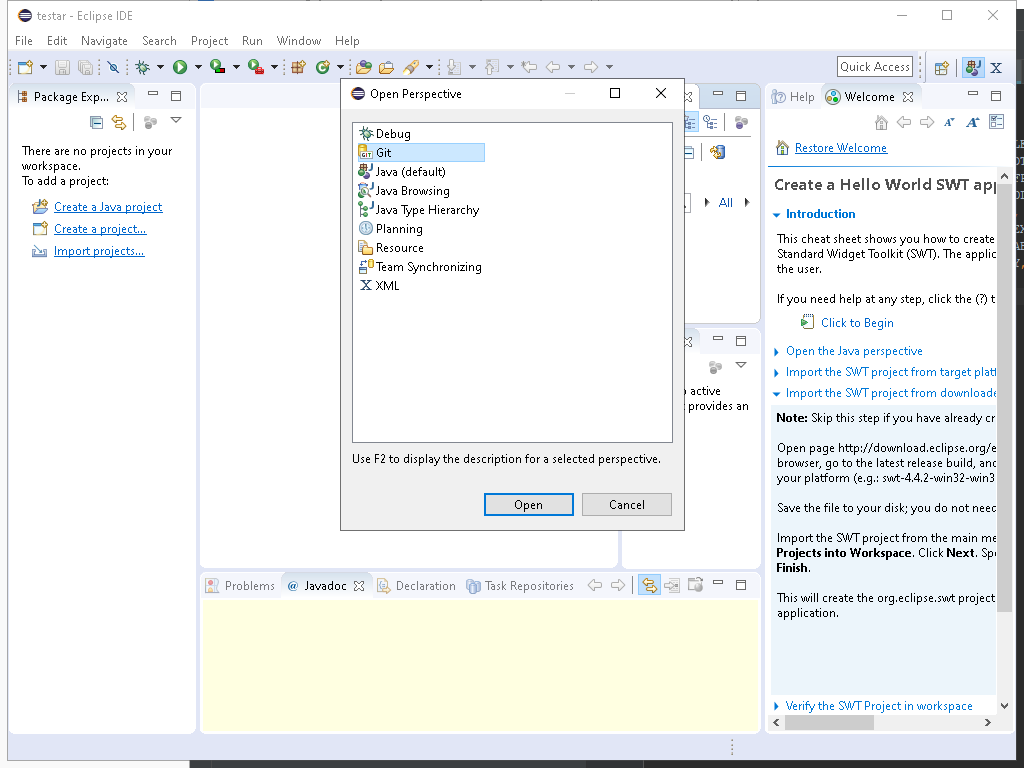 testar - Eclipse IDE
File Edit Navigate Search Project Run Window Help
Quick Access
Package Exp...
There are no projects in your
workspace.
To add a project:
Create a Java project
Create a project...
Import projects...
Open Perspective
Debug
Git
Java (default)
Java Browsing
Java Type Hierarchy
Planning
Resource
Team Synchronizing
XML
Use F2 to display the description for a selected perspective.
Open Cancel
All
active
provides an
Problems @ Javadoc Declaration Task Repositories
Help Welcome
Restore Welcome
Create a Hello World SWT app
Introduction
This cheat sheet shows you how to create
Standard Widget Toolkit (SWT). The applic
the user.
If you need help at any step, click the (?) t
Click to Begin
Open the Java perspective
Import the SWT project from target platf
Import the SWT project from downloade
Note: Skip this step if you have already cr
Open page http://download.eclipse.org/e
browser, go to the latest release build, and
your platform (e.g.: swt-4.4.2-win32-win3
Save the file to your disk; you do not need
Import the SWT project from the main me
Projects into Workspace. Click Next. Spe
Finish.
This will create the org.eclipse.swt project
application.
Verify the SWT Project in workspace